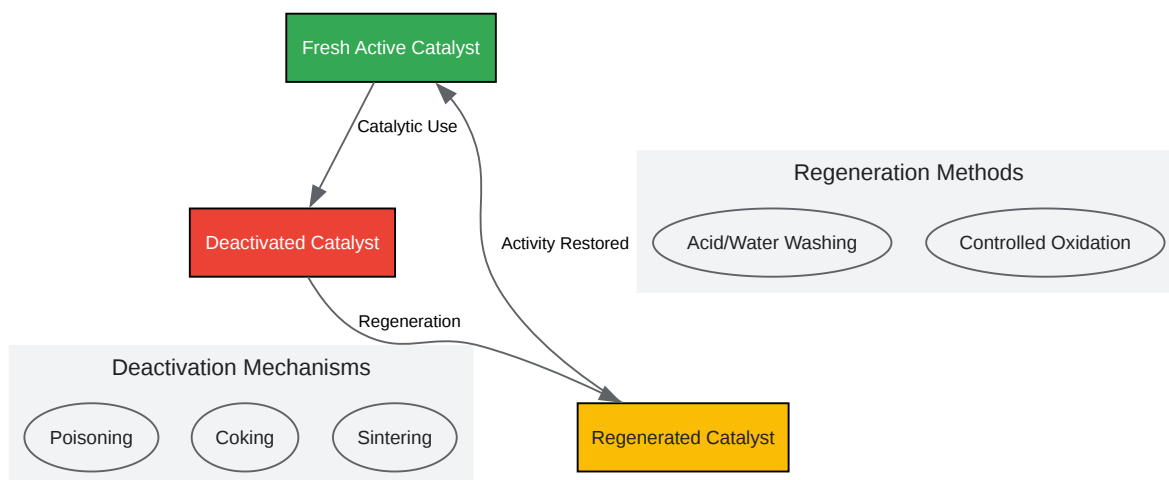 Fresh Active Catalyst
Catalytic Use
Regeneration Methods
Acid/Water Washing
Controlled Oxidation
Deactivated Catalyst
Activity Restored
Regeneration
Deactivation Mechanisms
Poisoning
Coking
Sintering
Regenerated Catalyst